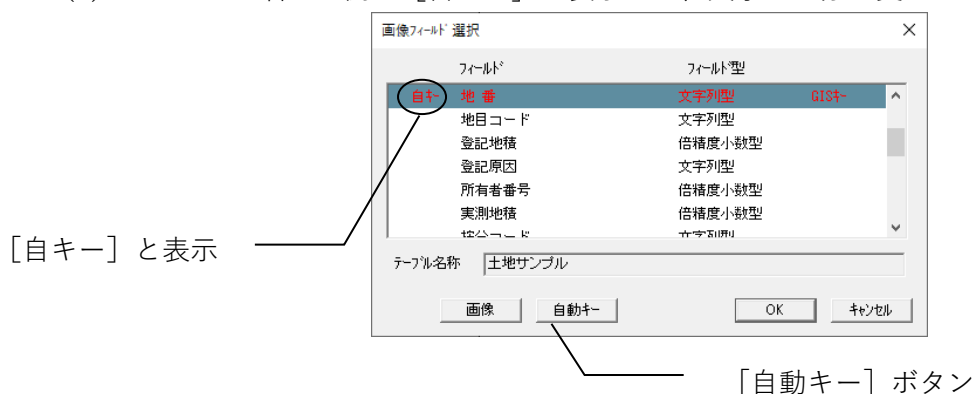 画像ﾌｨｰﾙﾄﾞ 選択
ﾌｨｰﾙﾄﾞ ﾌｨｰﾙﾄﾞ型
自ｷｰ 地 番 文字列型 GISｷｰ
地目コード 文字列型
登記地積 倍精度小数型
登記原因 文字列型
所有者番号 倍精度小数型
実測地積 倍精度小数型
［自キー］と表示
ﾃｰﾌﾞﾙ名称 土地サンプル
画像 自動ｷｰ OK ｷｬﾝｾﾙ
［自動キー］ボタン